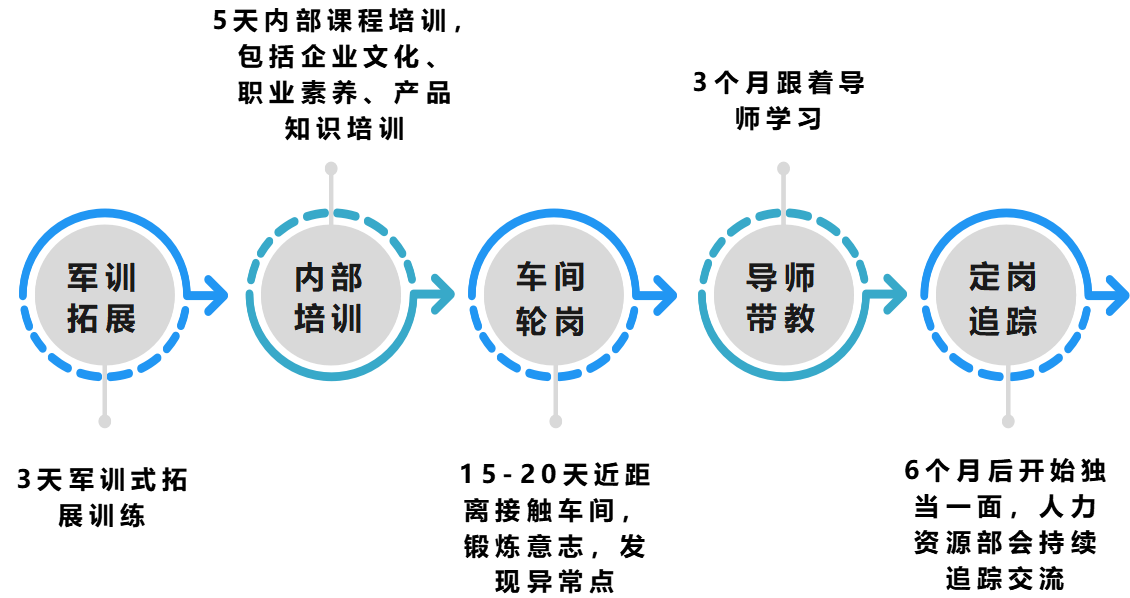 5天内部课程培训，
包括企业文化、
职业素养、产品
知识培训
3个月跟着导
师学习
军训
拓展
内部
培训
车间
轮岗
导师
带教
定岗
追踪
3天军训式拓
展训练
15-20天近距
离接触车间，
锻炼意志，发
现异常点
6个月后开始独
当一面，人力
资源部会持续
追踪交流